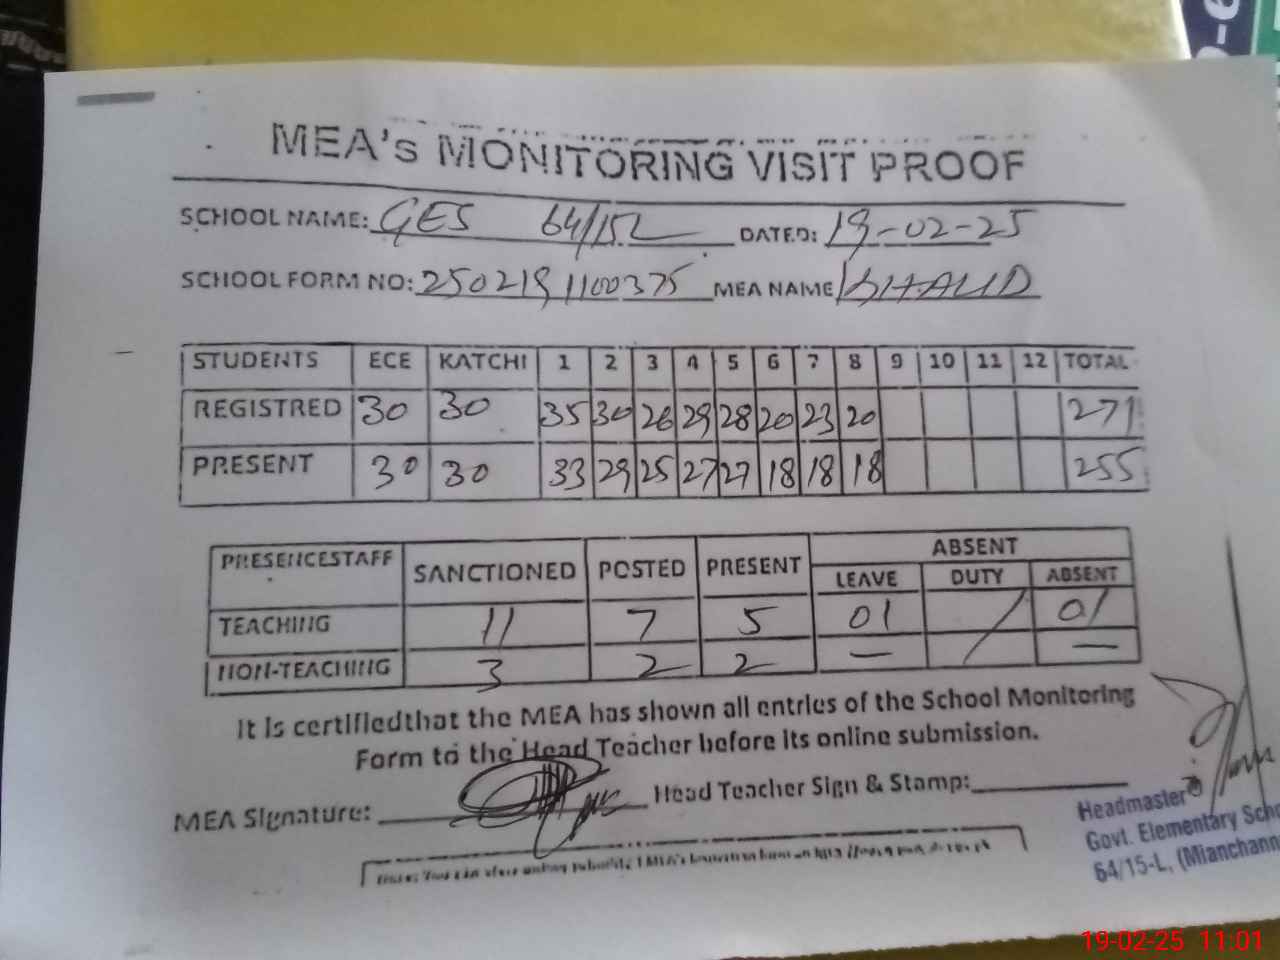 MEA's MONITORING VISIT PROOF
SCHOOL NAME: GES 64/15L DATED: 19-02-25
SCHOOL FORM NO: 2502191100375 MEA NAME KHALID
STUDENTS ECE KATCHI 1 2 3 4 5 6 7 8 9 10 11 12 TOTAL
REGISTRED 30 30 35 30 26 29 28 20 23 20 271
PRESENT 30 30 33 29 25 27 27 18 18 18 255
PRESENCESTAFF SANCTIONED POSTED PRESENT ABSENT
LEAVE DUTY ABSENT
TEACHING 11 7 5 01 / 01
NON-TEACHING 3 2 2 — —
It is certifiedthat the MEA has shown all entries of the School Monitoring
Form to the Head Teacher before its online submission.
MEA Signature: Head Teacher Sign & Stamp:
Headmaster
Govt. Elementary Scho
64/15-L, (Mianchann
19-02-25 11:01